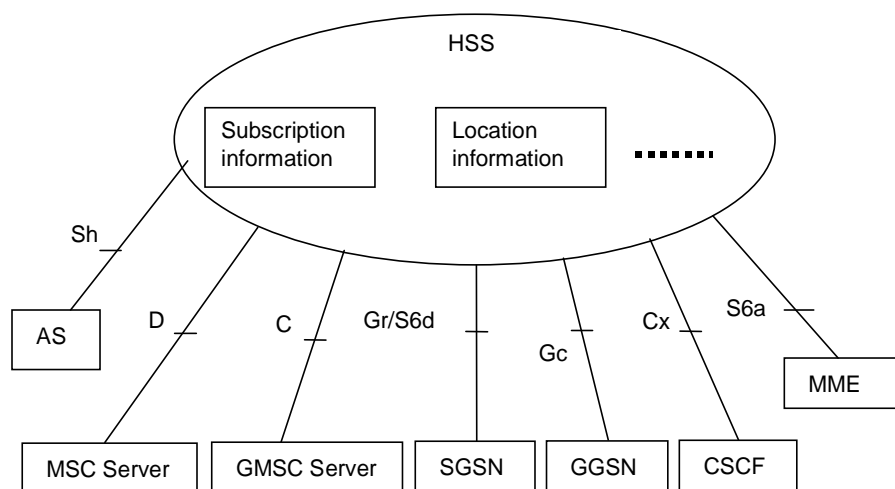 HSS
Subscription
information
Location
information
Sh
D
C
Gr/S6d
Gc
Cx
S6a
AS
MME
MSC Server
GMSC Server
SGSN
GGSN
CSCF